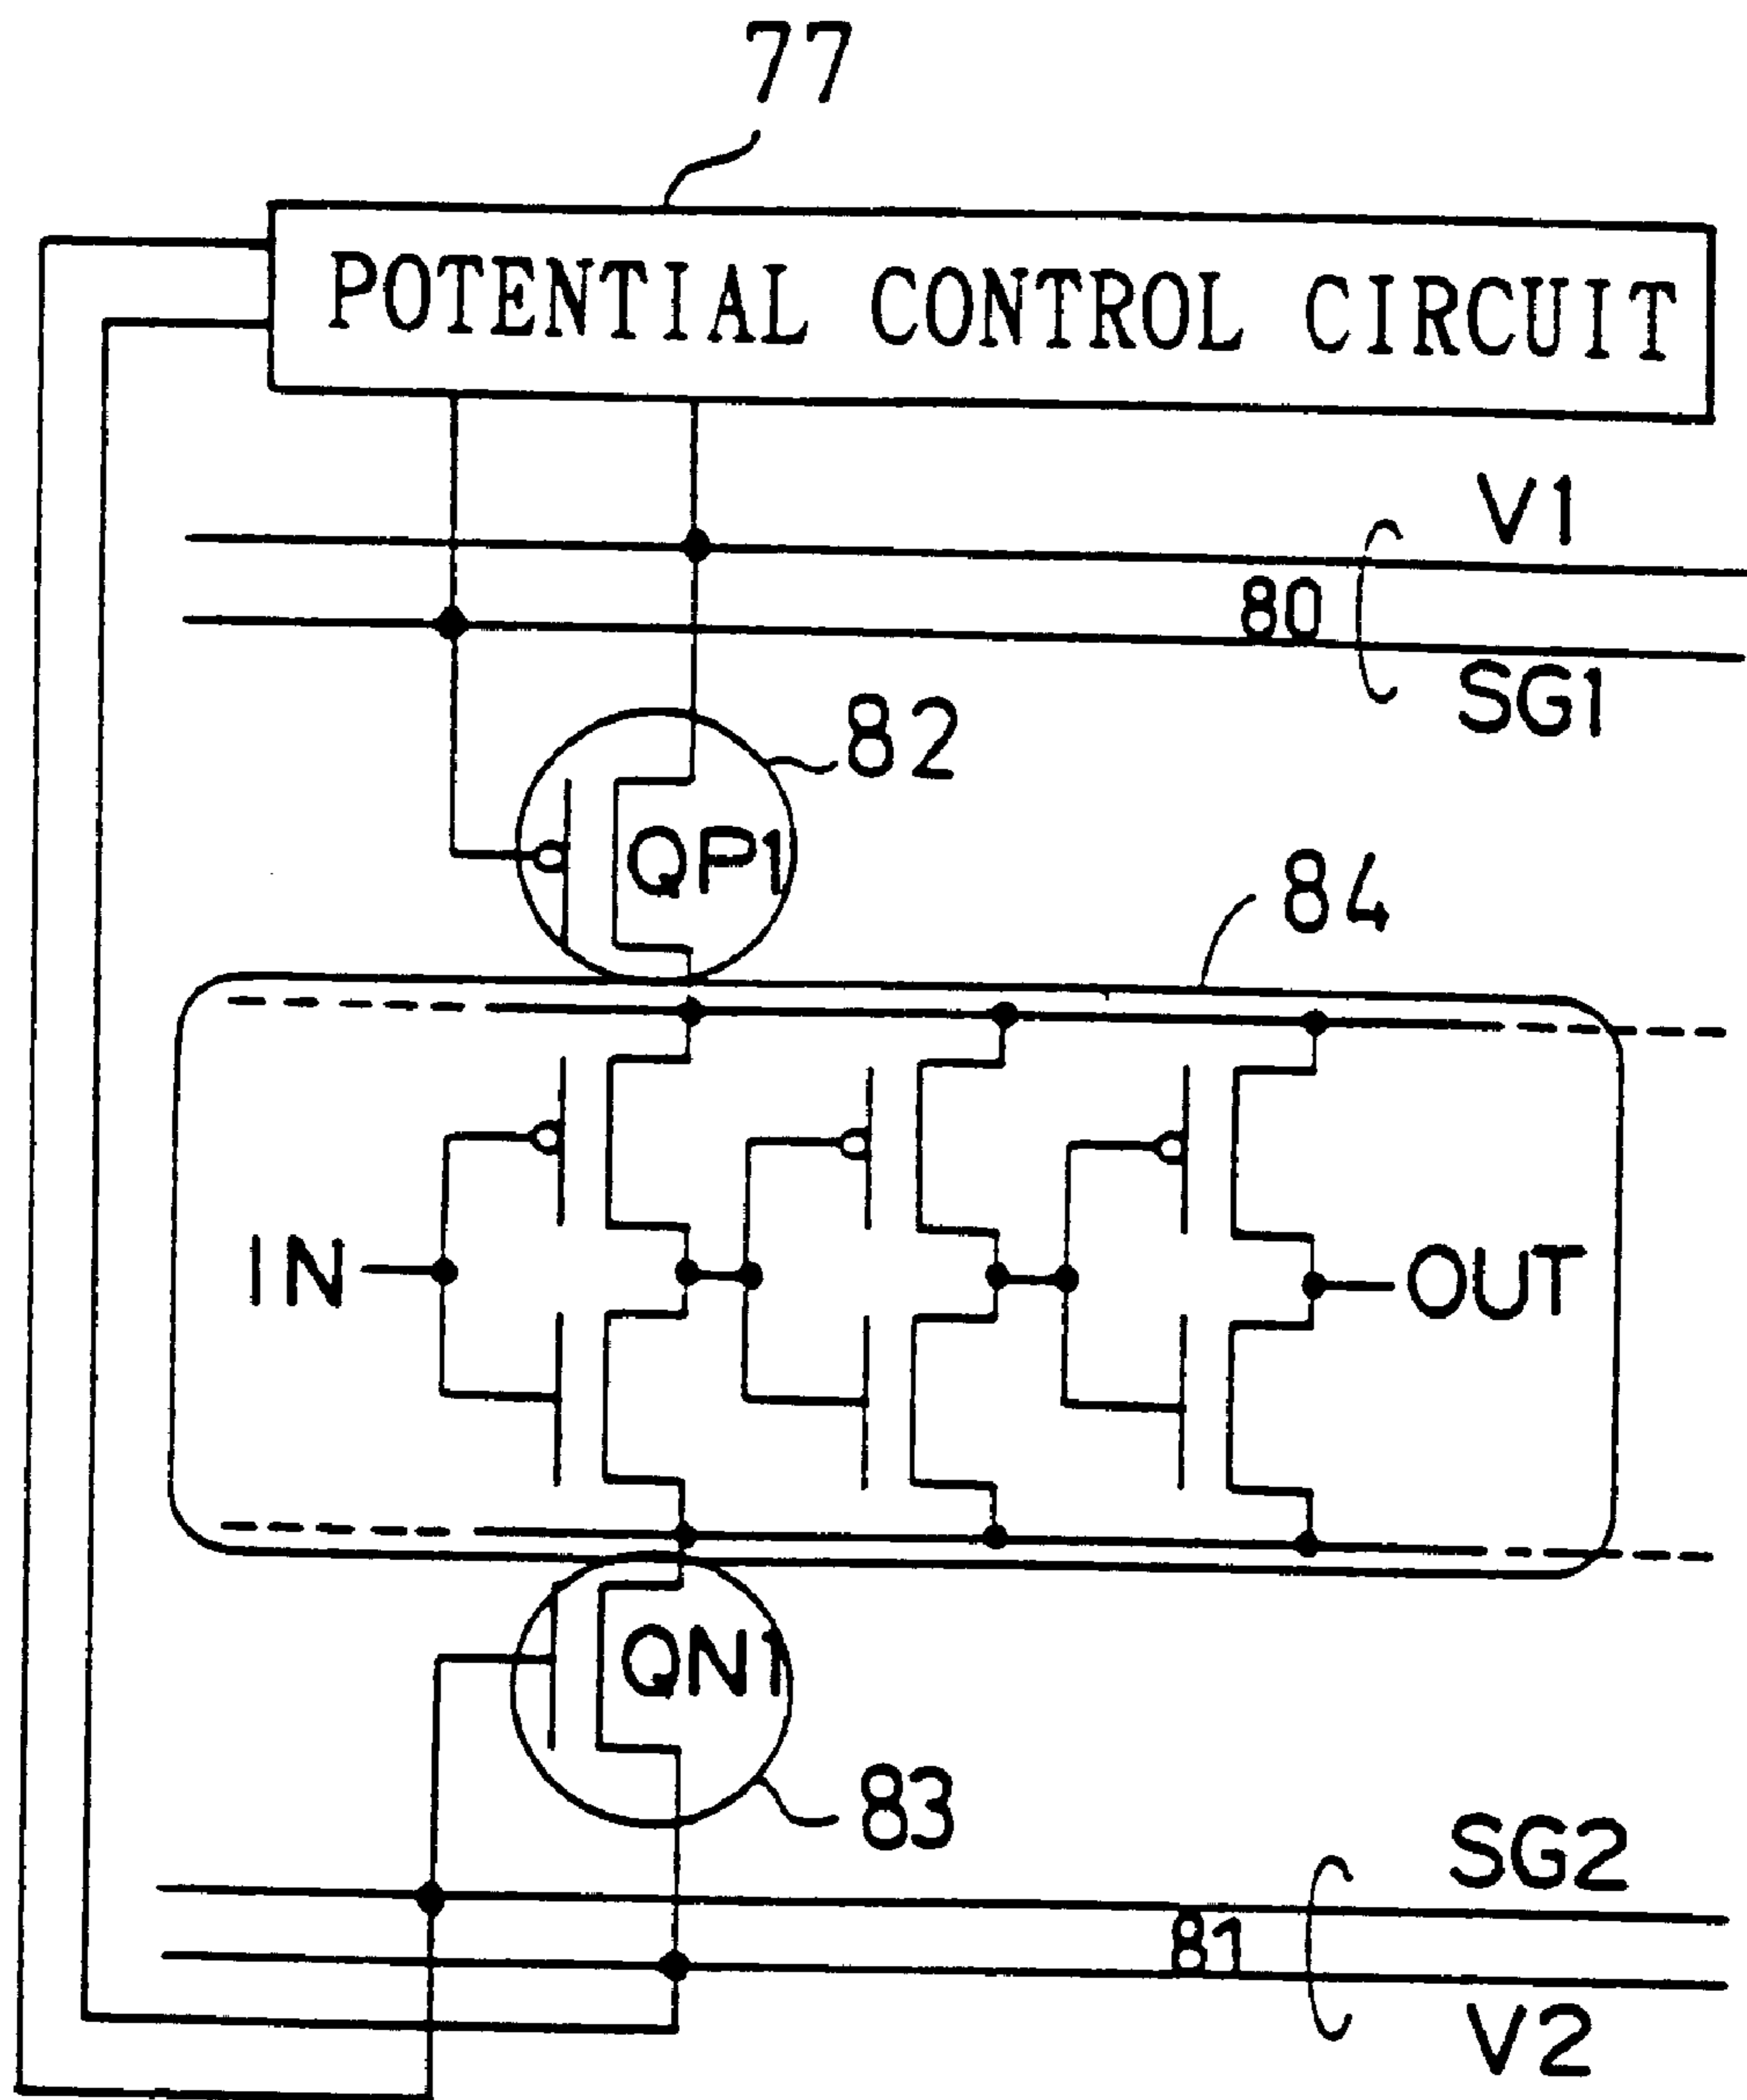 77
POTENTIAL CONTROL CIRCUIT
V1
80
SG1
82
QP1
84
IN
OUT
QN1
83
SG2
81
V2